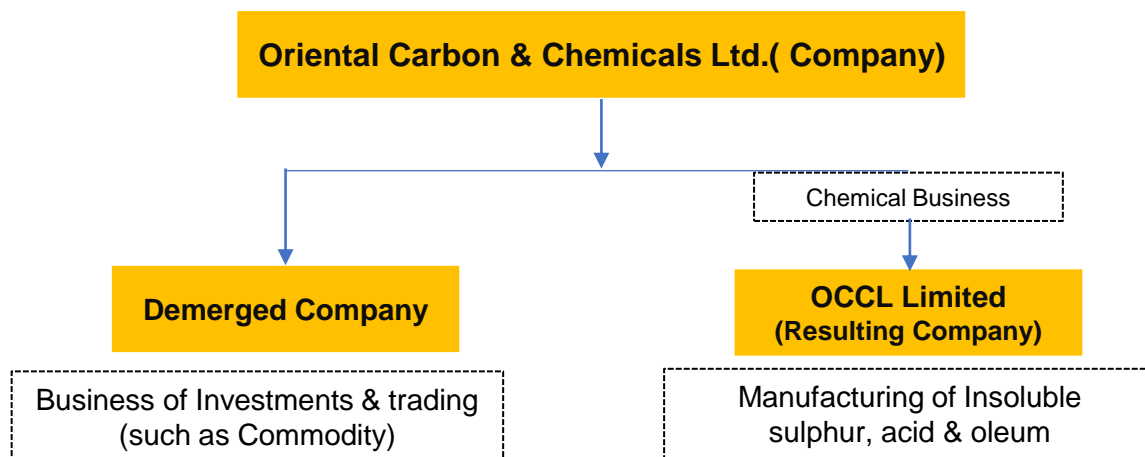 Oriental Carbon & Chemicals Ltd.( Company)
Chemical Business
Demerged Company
OCCL Limited
(Resulting Company)
Business of Investments & trading
(such as Commodity)
Manufacturing of Insoluble
sulphur, acid & oleum